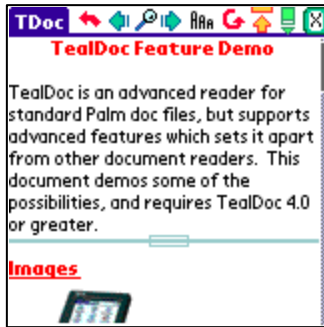 TDoc AAA
TealDoc Feature Demo
TealDoc is an advanced reader for
standard Palm doc files, but supports
advanced features which sets it apart
from other document readers. This
document demos some of the
possibilities, and requires TealDoc 4.0
or greater.
Images